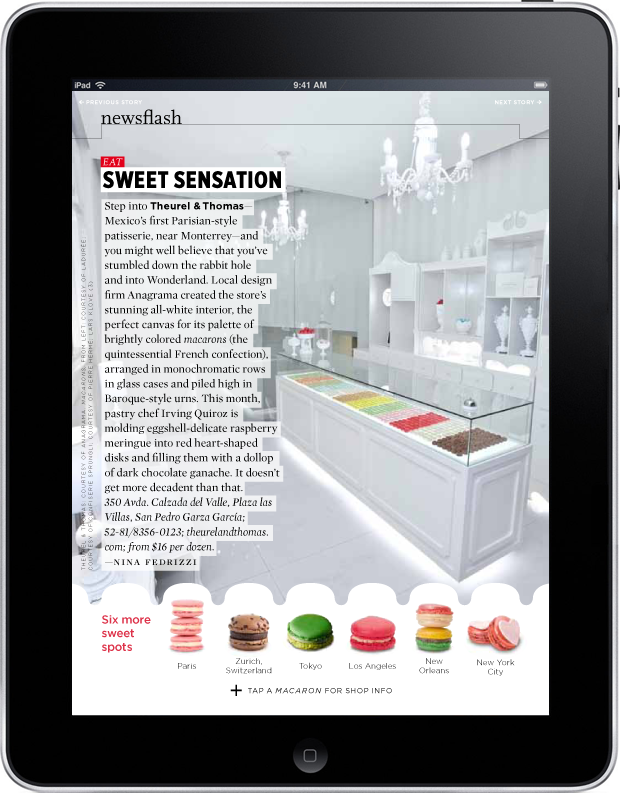 iPad
9:41 AM
PREVIOUS STORY
NEXT STORY
newsflash
EAT
SWEET SENSATION
Step into Theurel & Thomas—
Mexico's first Parisian-style
patisserie, near Monterrey—and
you might well believe that you've
stumbled down the rabbit hole
and into Wonderland. Local design
firm Anagrama created the store's
stunning all-white interior, the
perfect canvas for its palette of
brightly colored macarons (the
quintessential French confection),
arranged in monochromatic rows
in glass cases and piled high in
Baroque-style urns. This month,
pastry chef Irving Quiroz is
molding eggshell-delicate raspberry
meringue into red heart-shaped
disks and filling them with a dollop
of dark chocolate ganache. It doesn't
get more decadent than that.
350 Avda. Calzada del Valle, Plaza las
Villas, San Pedro Garza García;
52-81/8356-0123; theurelandthomas.
com; from $16 per dozen.
—NINA FEDRIZZI
THEUREL & THOMAS: COURTESY OF ANAGRAMA; MACARONS, FROM LEFT: COURTESY OF LADURÉE;
COURTESY OF CONFISERIE SPRÜNGLI; COURTESY OF PIERRE HERMÉ; LARS KLOVE (3)
Six more
sweet
spots
Paris
Zurich,
Switzerland
Tokyo
Los Angeles
New
Orleans
New York
City
+ TAP A MACARON FOR SHOP INFO